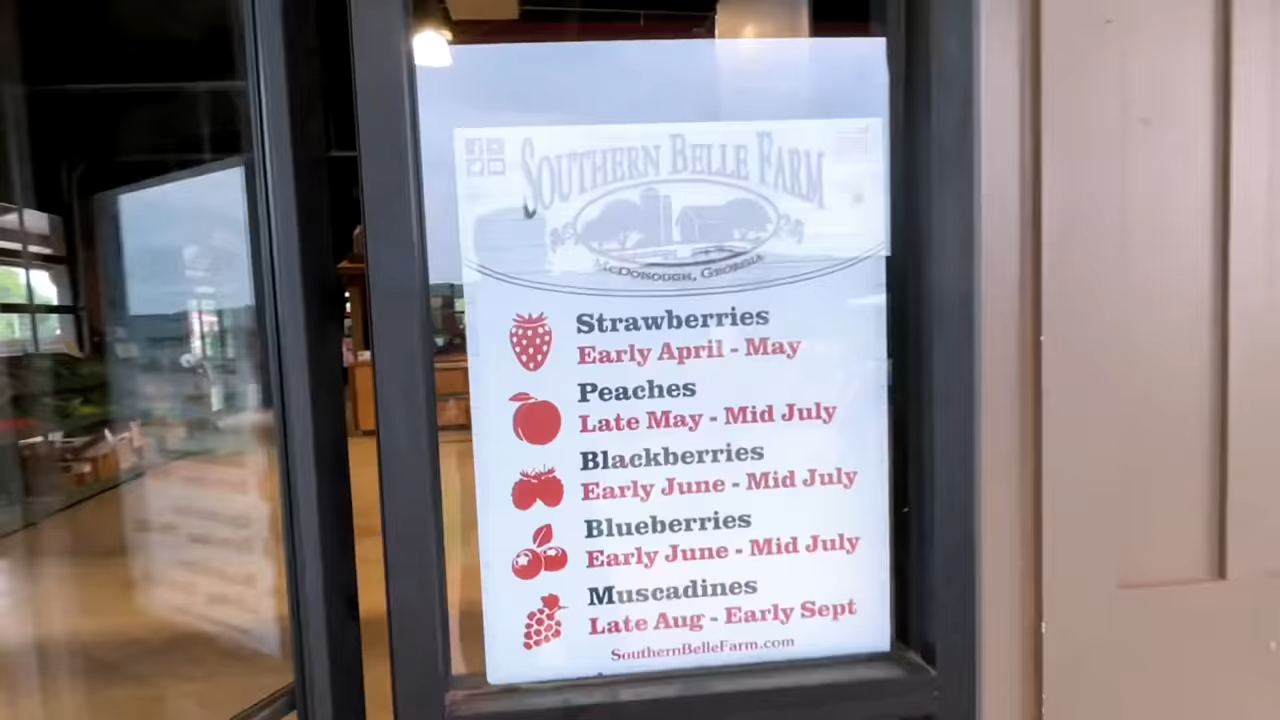 SOUTHERN BELLE FARM
MCDONOUGH, GEORGIA
Strawberries
Early April - May
Peaches
Late May - Mid July
Blackberries
Early June - Mid July
Blueberries
Early June - Mid July
Muscadines
Late Aug - Early Sept
SouthernBelleFarm.com